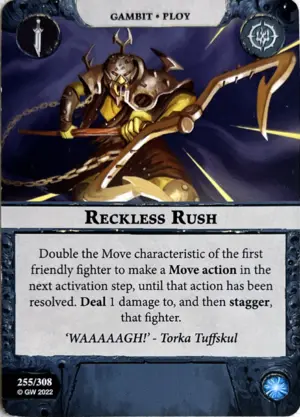 GAMBIT • PLOY
RECKLESS RUSH
Double the Move characteristic of the first
friendly fighter to make a Move action in the
next activation step, until that action has been
resolved. Deal 1 damage to, and then stagger,
that fighter.
‘WAAAAAGH!’ - Torka Tuffskul
255/308
© GW 2022